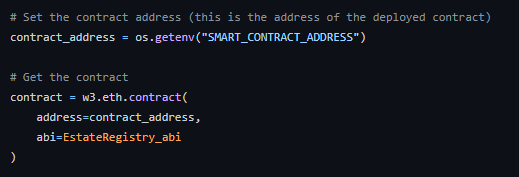 # Set the contract address (this is the address of the deployed contract)
contract_address = os.getenv("SMART_CONTRACT_ADDRESS")

# Get the contract
contract = w3.eth.contract(
    address=contract_address,
    abi=EstateRegistry_abi
)